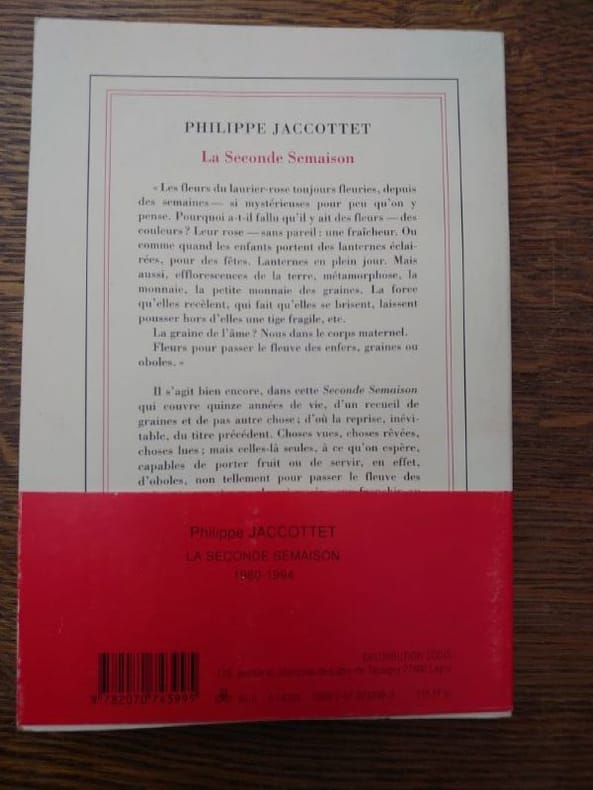 PHILIPPE JACCOTTET
La Seconde Semaison
« Les fleurs du laurier-rose toujours fleuries, depuis
des semaines — si mystérieuses pour peu qu'on y
pense. Pourquoi a-t-il fallu qu'il y ait des fleurs — des
couleurs ? Leur rose — sans pareil : une fraîcheur. Ou
comme quand les enfants portent des lanternes éclai-
rées, pour des fêtes. Lanternes en plein jour. Mais
aussi, efflorescences de la terre, métamorphose, la
monnaie, la petite monnaie des graines. La force
qu'elles recèlent, qui fait qu'elles se brisent, laissent
pousser hors d'elles une tige fragile, etc.
La graine de l'âme ? Nous dans le corps maternel.
Fleurs pour passer le fleuve des enfers, graines ou
oboles. »
Il s'agit bien encore, dans cette Seconde Semaison
qui couvre quinze années de vie, d'un recueil de
graines et de pas autre chose ; d'où la reprise, inévi-
table, du titre précédent. Choses vues, choses rêvées,
choses lues ; mais celles-là seules, à ce qu'on espère,
capables de porter fruit ou de servir, en effet,
d'oboles, non tellement pour passer le fleuve des
Philippe JACCOTTET
LA SECONDE SEMAISON
1980-1994
DISTRIBUTION SODIS
9 782070 745995